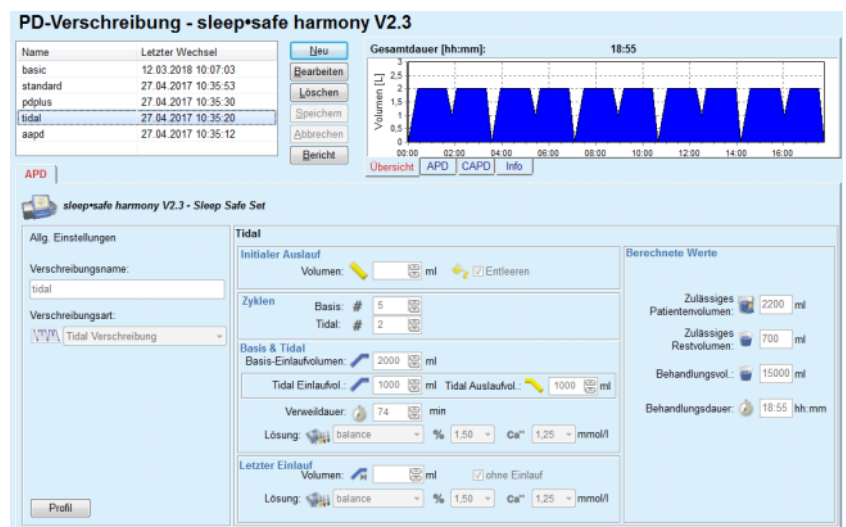 PD-Verschreibung - sleep•safe harmony V2.3
Name Letzter Wechsel
basic 12.03.2018 10:07:03
standard 27.04.2017 10:35:53
pdplus 27.04.2017 10:35:30
tidal 27.04.2017 10:35:20
aapd 27.04.2017 10:35:12
Neu
Bearbeiten
Löschen
Speichern
Abbrechen
Bericht
Gesamtdauer [hh:mm]: 18:55
Volumen [L]
3
2,5
2
1,5
1
0,5
0
00:00 02:00 04:00 06:00 08:00 10:00 12:00 14:00 16:00
Übersicht APD CAPD Info
APD
sleep•safe harmony V2.3 - Sleep Safe Set
Allg. Einstellungen
Verschreibungsname:
tidal
Verschreibungsart:
Tidal Verschreibung
Profil
Tidal
Initialer Auslauf
Volumen: ml Entleeren
Zyklen
Basis: # 5
Tidal: # 2
Basis & Tidal
Basis-Einlaufvolumen: 2000 ml
Tidal Einlaufvol.: 1000 ml Tidal Auslaufvol.: 1000 ml
Verweildauer: 74 min
Lösung: balance % 1,50 Ca⁺⁺ 1,25 mmol/l
Letzter Einlauf
Volumen: ml ohne Einlauf
Lösung: balance % 1,50 Ca⁺⁺ 1,25 mmol/l
Berechnete Werte
Zulässiges
Patientenvolumen: 2200 ml
Zulässiges
Restvolumen: 700 ml
Behandlungsvol.: 15000 ml
Behandlungsdauer: 18:55 hh:mm